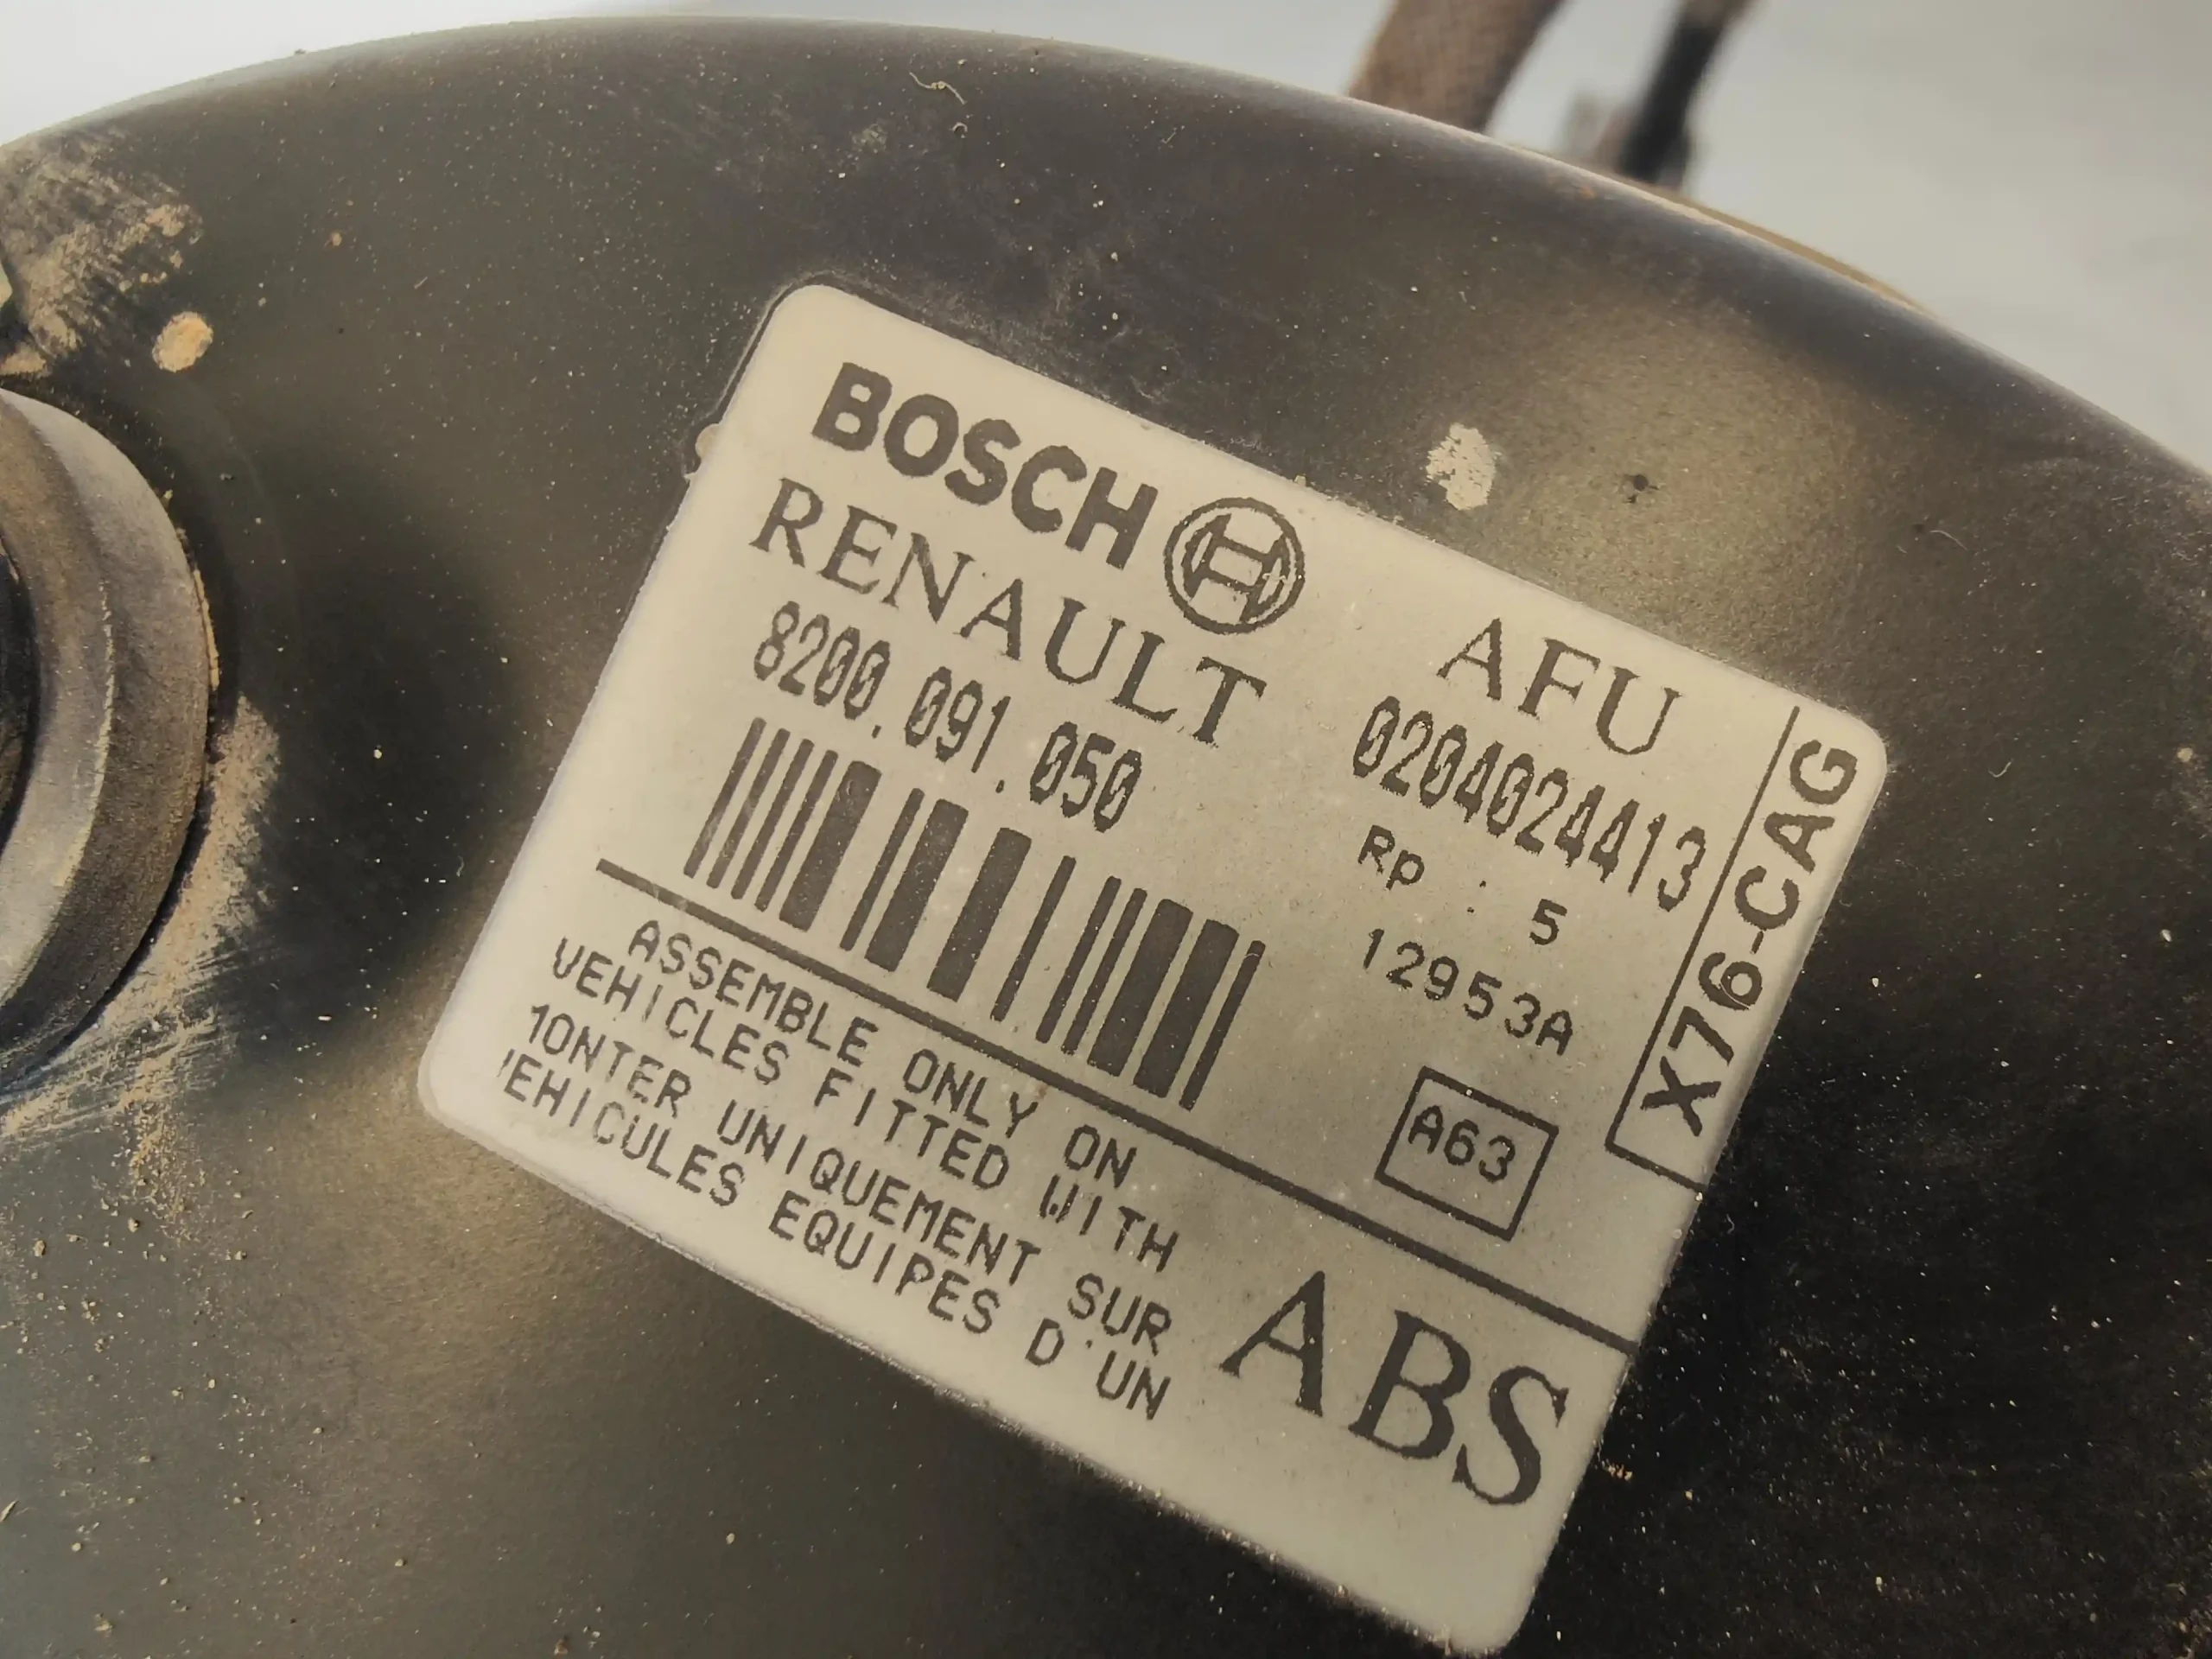 BOSCH
RENAULT
AFU
8200.091.050
0204024413
Rp : 5
12953A
A63
X76-CAG
ASSEMBLE ONLY ON
VEHICLES FITTED WITH
MONTER UNIQUEMENT SUR
VEHICULES EQUIPES D'UN
ABS